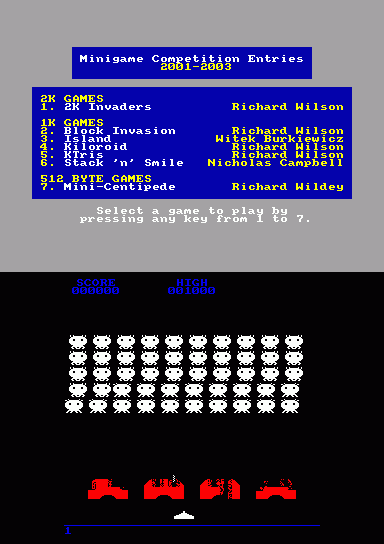 Minigame Competition Entries
2001-2003
2K GAMES
1. 2K Invaders Richard Wilson
1K GAMES
2. Block Invasion Richard Wilson
3. Island Witek Burkiewicz
4. Kiloroid Richard Wilson
5. KTris Richard Wilson
6. Stack 'n' Smile Nicholas Campbell
512 BYTE GAMES
7. Mini-Centipede Richard Wildey
Select a game to play by
pressing any key from 1 to 7.
SCORE HIGH
000000 001000
1